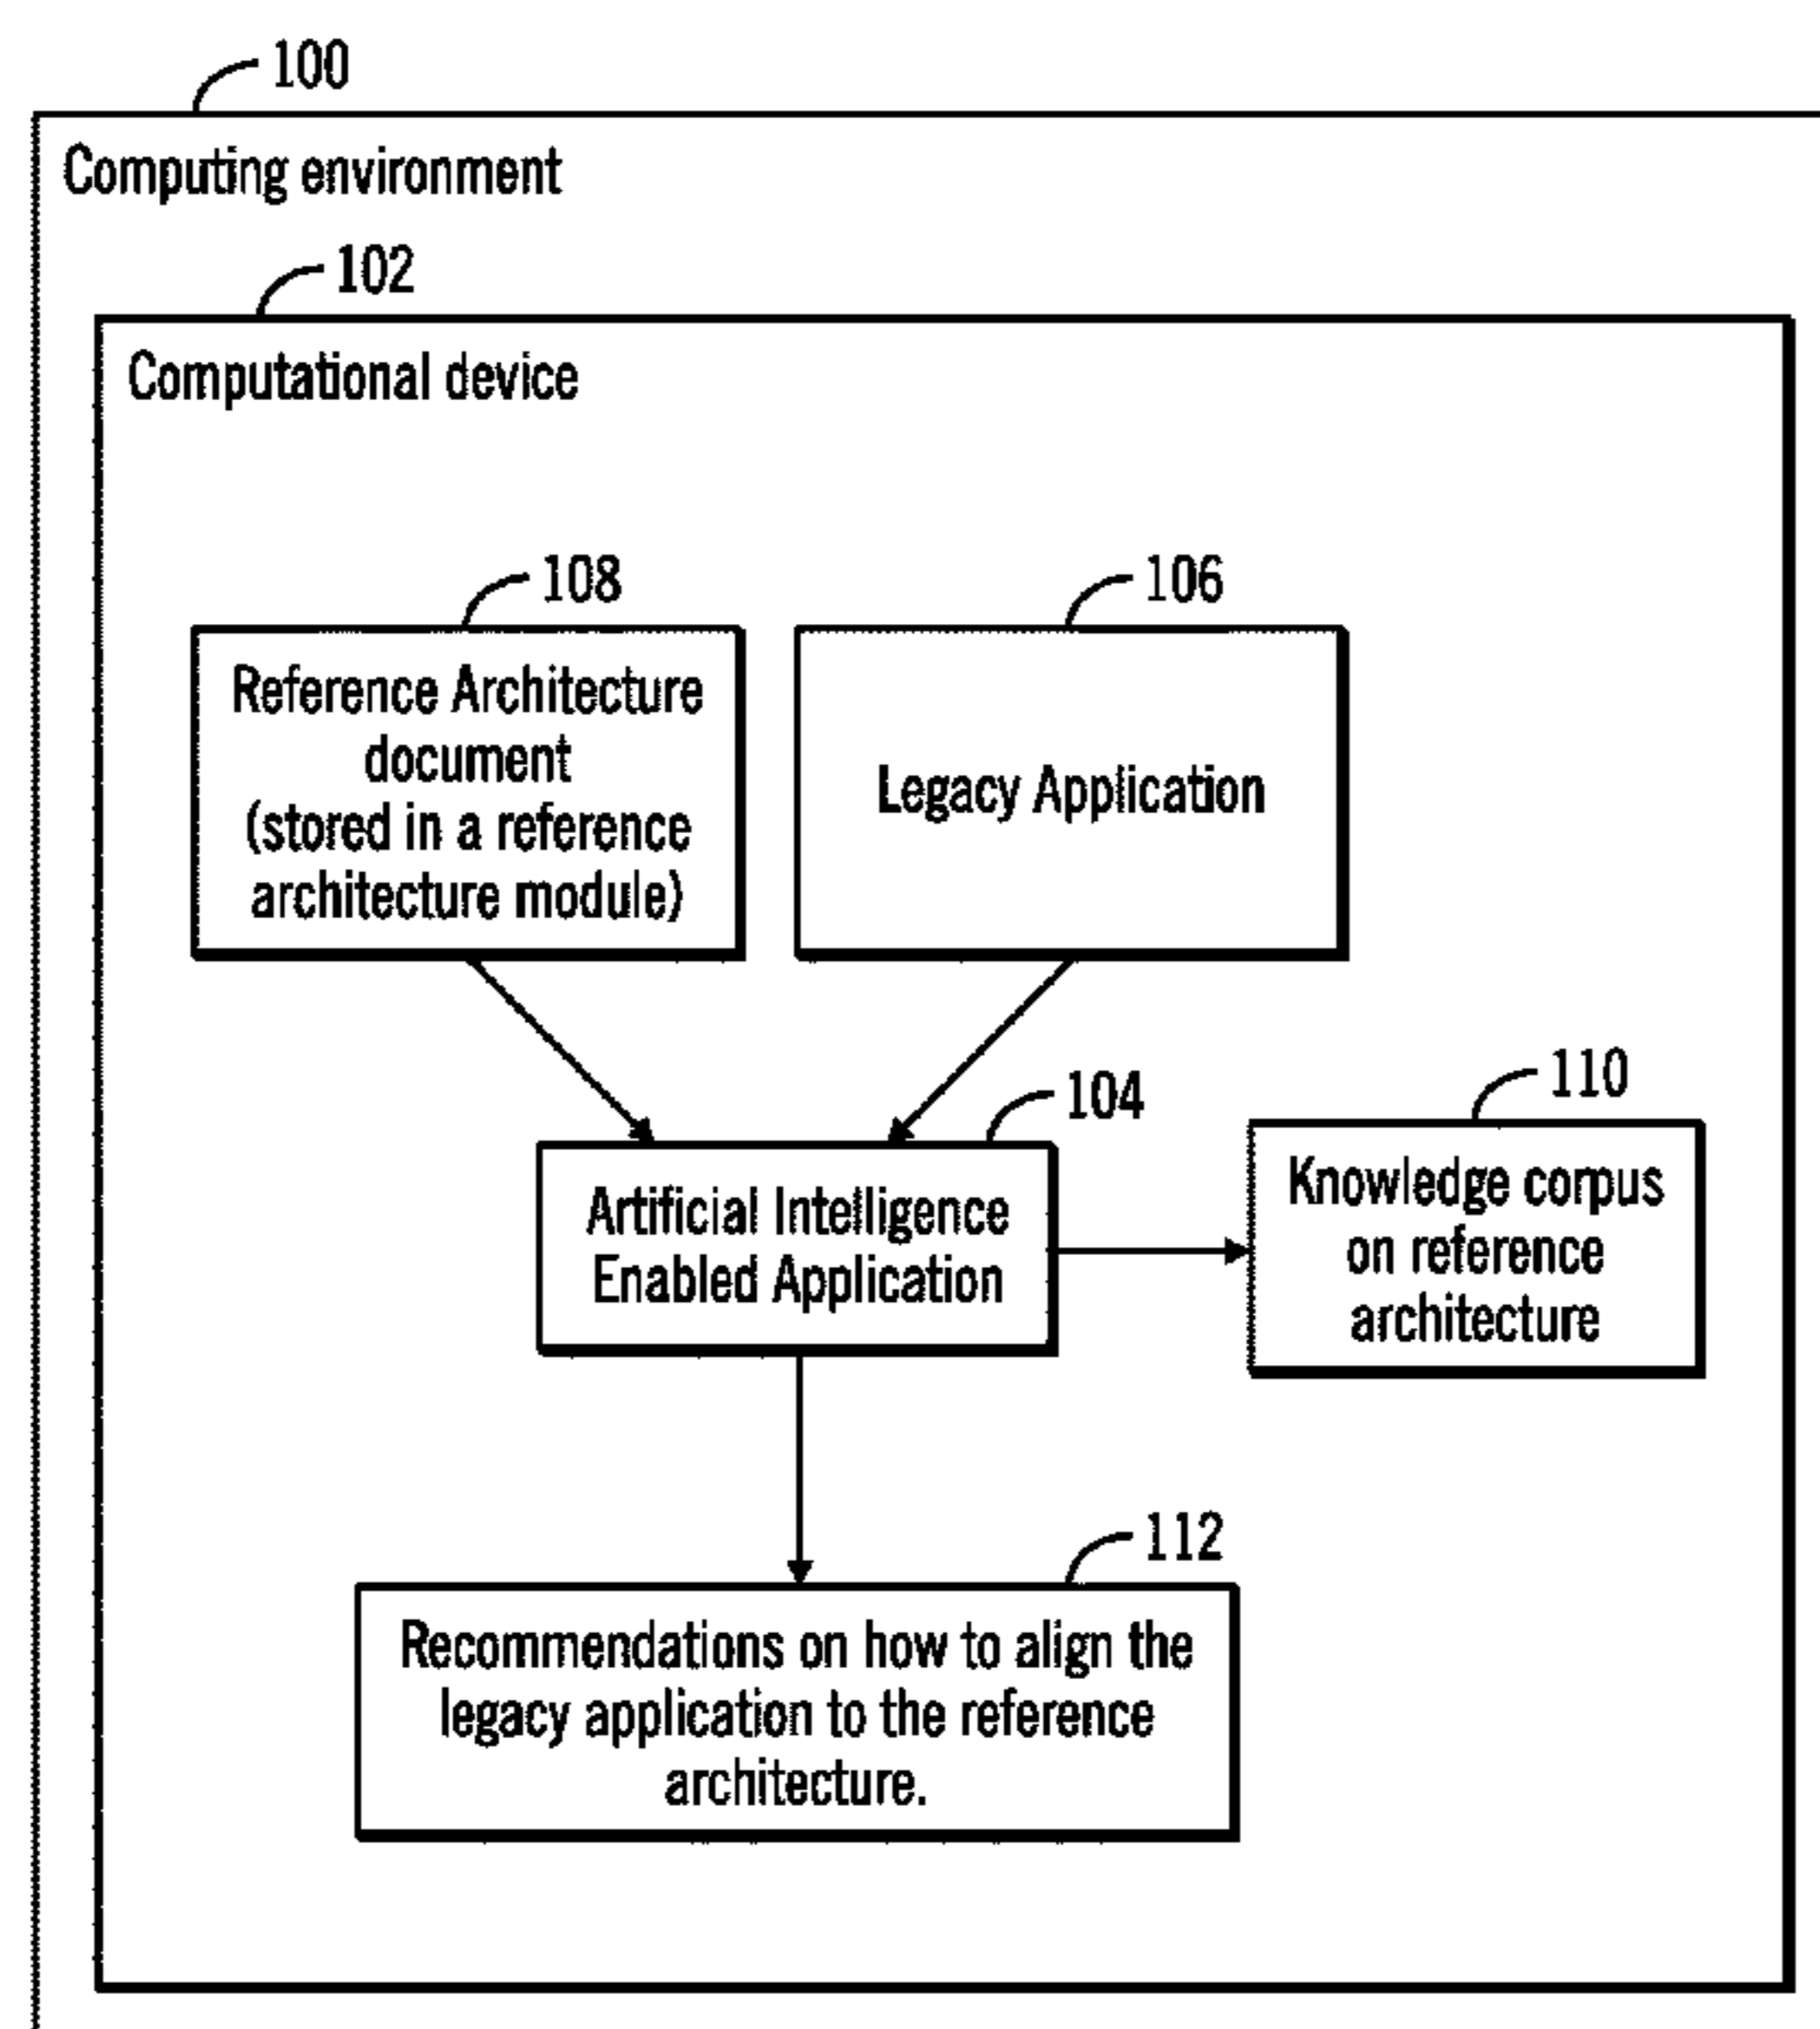 100
Computing environment
102
Computational device
108
106
Reference Architecture
document
(stored in a reference
architecture module)
Legacy Application
104
110
Artificial Intelligence
Enabled Application
Knowledge corpus
on reference
architecture
112
Recommendations on how to align the
legacy application to the reference
architecture.